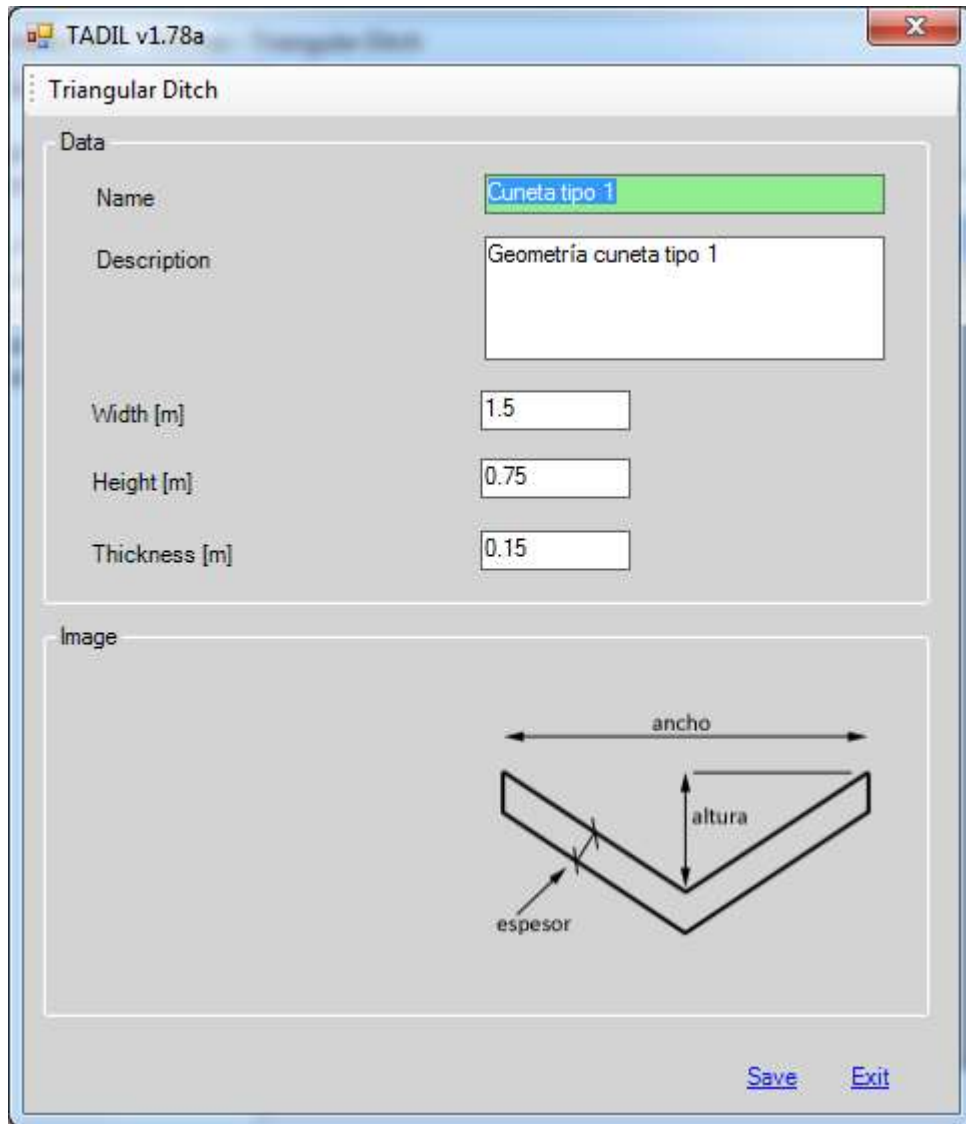 TADIL v1.78a
Triangular Ditch
Data
Name
Cuneta tipo 1
Description
Geometría cuneta tipo 1
Width [m]
1.5
Height [m]
0.75
Thickness [m]
0.15
Image
ancho
altura
espesor
Save
Exit